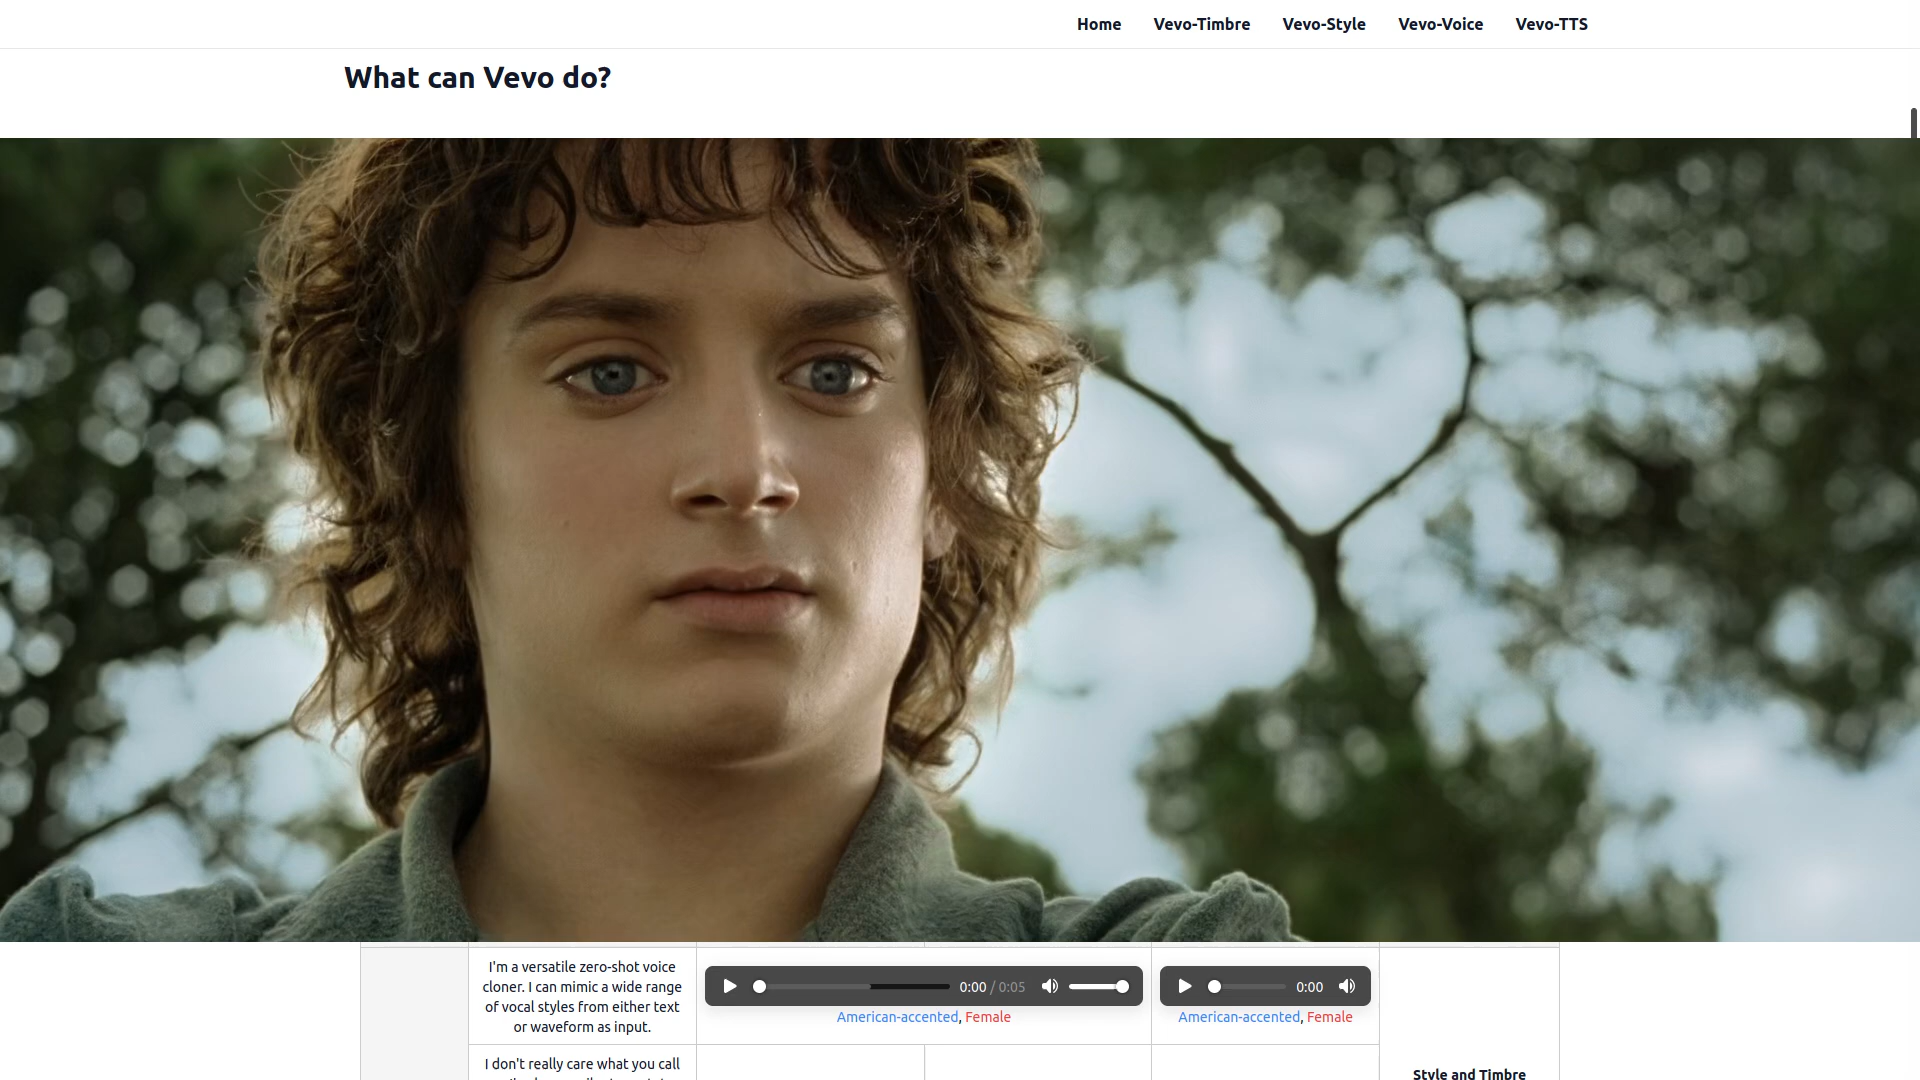 Home Vevo-Timbre Vevo-Style Vevo-Voice Vevo-TTS
What can Vevo do?
I'm a versatile zero-shot voice
cloner. I can mimic a wide range
of vocal styles from either text
or waveform as input.
0:00 / 0:05
American-accented, Female
0:00
American-accented, Female
I don't really care what you call
Style and Timbre